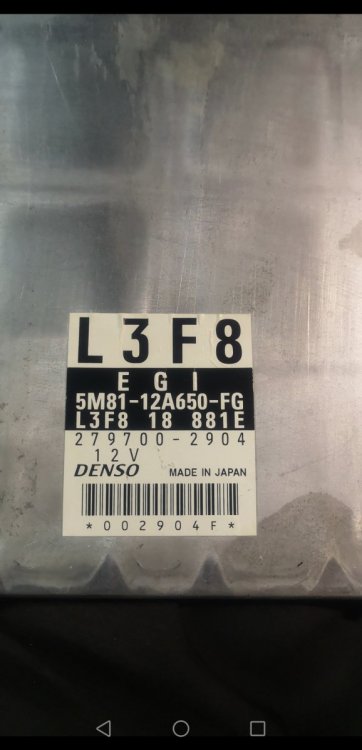 L3F8
EGI
5M81-12A650-FG
L3F8 18 881E
279700-2904
12V
DENSO MADE IN JAPAN
*002904F*